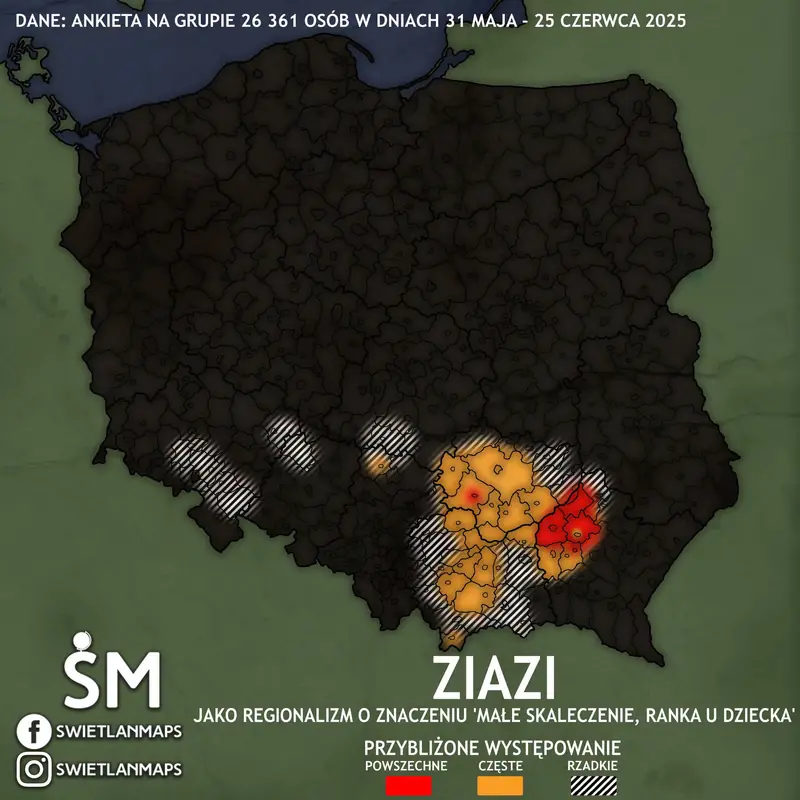 DANE: ANKIETA NA GRUPIE 26 361 OSÓB W DNIACH 31 MAJA - 25 CZERWCA 2025
ŚM
ZIAZI
JAKO REGIONALIZM O ZNACZENIU 'MAŁE SKALECZENIE, RANKA U DZIECKA'
SWIETLANMAPS
SWIETLANMAPS
PRZYBLIŻONE WYSTĘPOWANIE
POWSZECHNE CZĘSTE RZADKIE